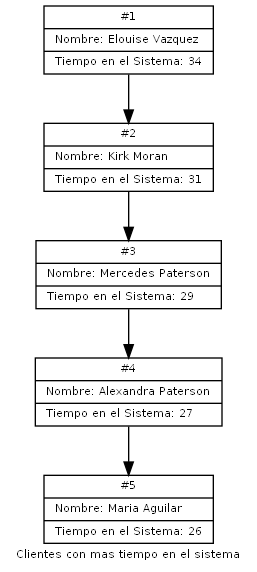 #1
Nombre: Elouise Vazquez
Tiempo en el Sistema: 34
#2
Nombre: Kirk Moran
Tiempo en el Sistema: 31
#3
Nombre: Mercedes Paterson
Tiempo en el Sistema: 29
#4
Nombre: Alexandra Paterson
Tiempo en el Sistema: 27
#5
Nombre: Maria Aguilar
Tiempo en el Sistema: 26
Clientes con mas tiempo en el sistema